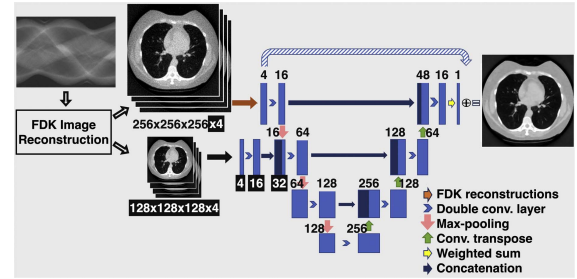 FDK Image
Reconstruction
256x256x256x4
128x128x128x4
4 16
48 16 1
16 64
128 64
4 16 32
64 128
256 128
128 256
FDK reconstructions
Double conv. layer
Max-pooling
Conv. transpose
Weighted sum
Concatenation